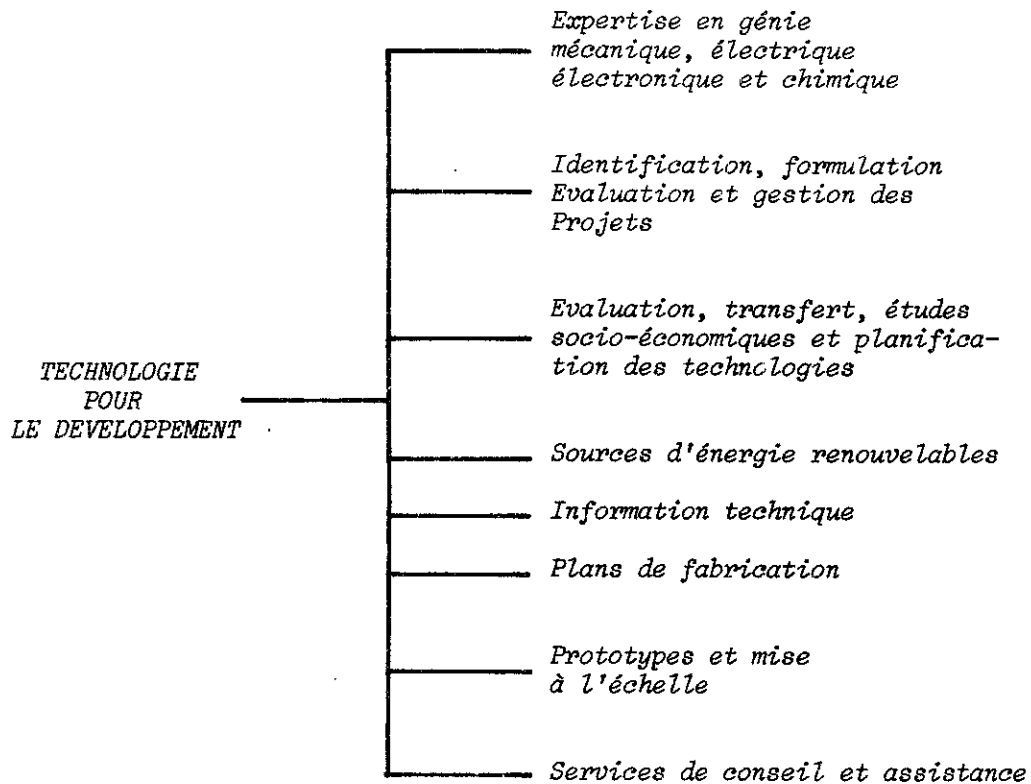 Expertise en génie
mécanique, électrique
électronique et chimique
Identification, formulation
Evaluation et gestion des
Projets
Evaluation, transfert, études
socio-économiques et planifica-
tion des technologies
TECHNOLOGIE
POUR
LE DEVELOPPEMENT
Sources d'énergie renouvelables
Information technique
Plans de fabrication
Prototypes et mise
à l'échelle
Services de conseil et assistance